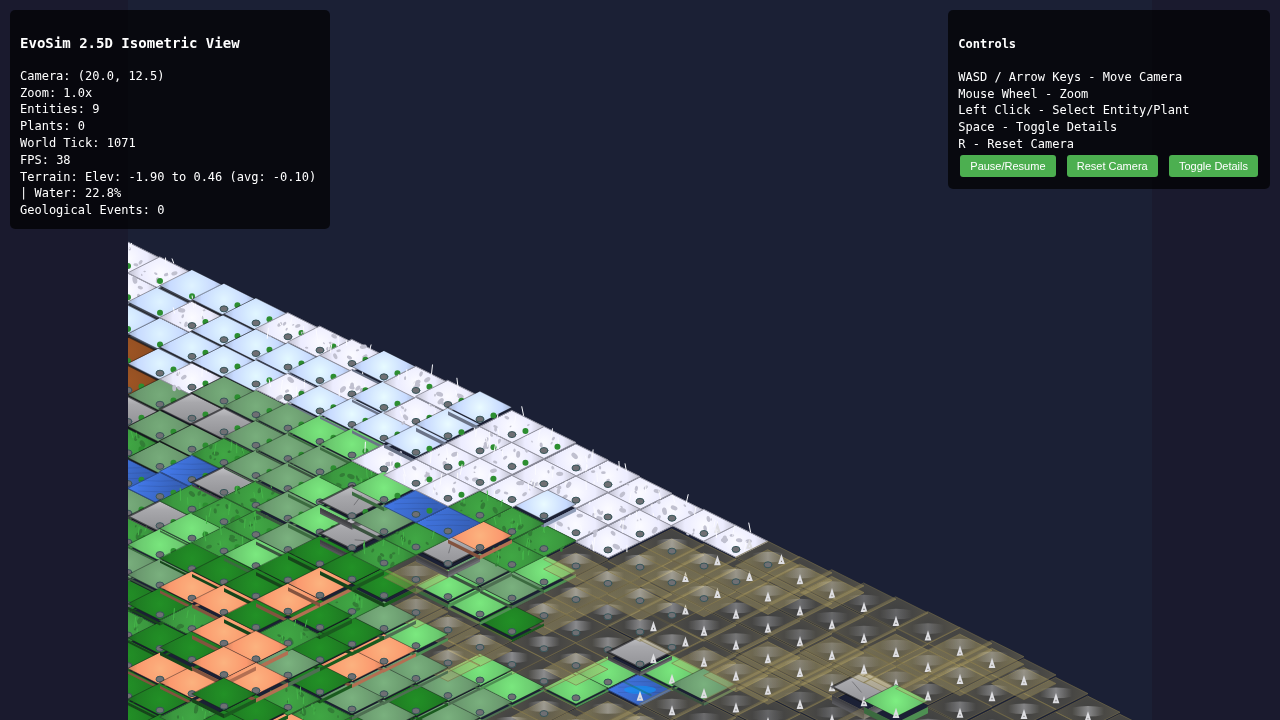 EvoSim 2.5D Isometric View
Camera: (20.0, 12.5)
Zoom: 1.0x
Entities: 9
Plants: 0
World Tick: 1071
FPS: 38
Terrain: Elev: -1.90 to 0.46 (avg: -0.10)
| Water: 22.8%
Geological Events: 0
Controls
WASD / Arrow Keys - Move Camera
Mouse Wheel - Zoom
Left Click - Select Entity/Plant
Space - Toggle Details
R - Reset Camera
Pause/Resume Reset Camera Toggle Details